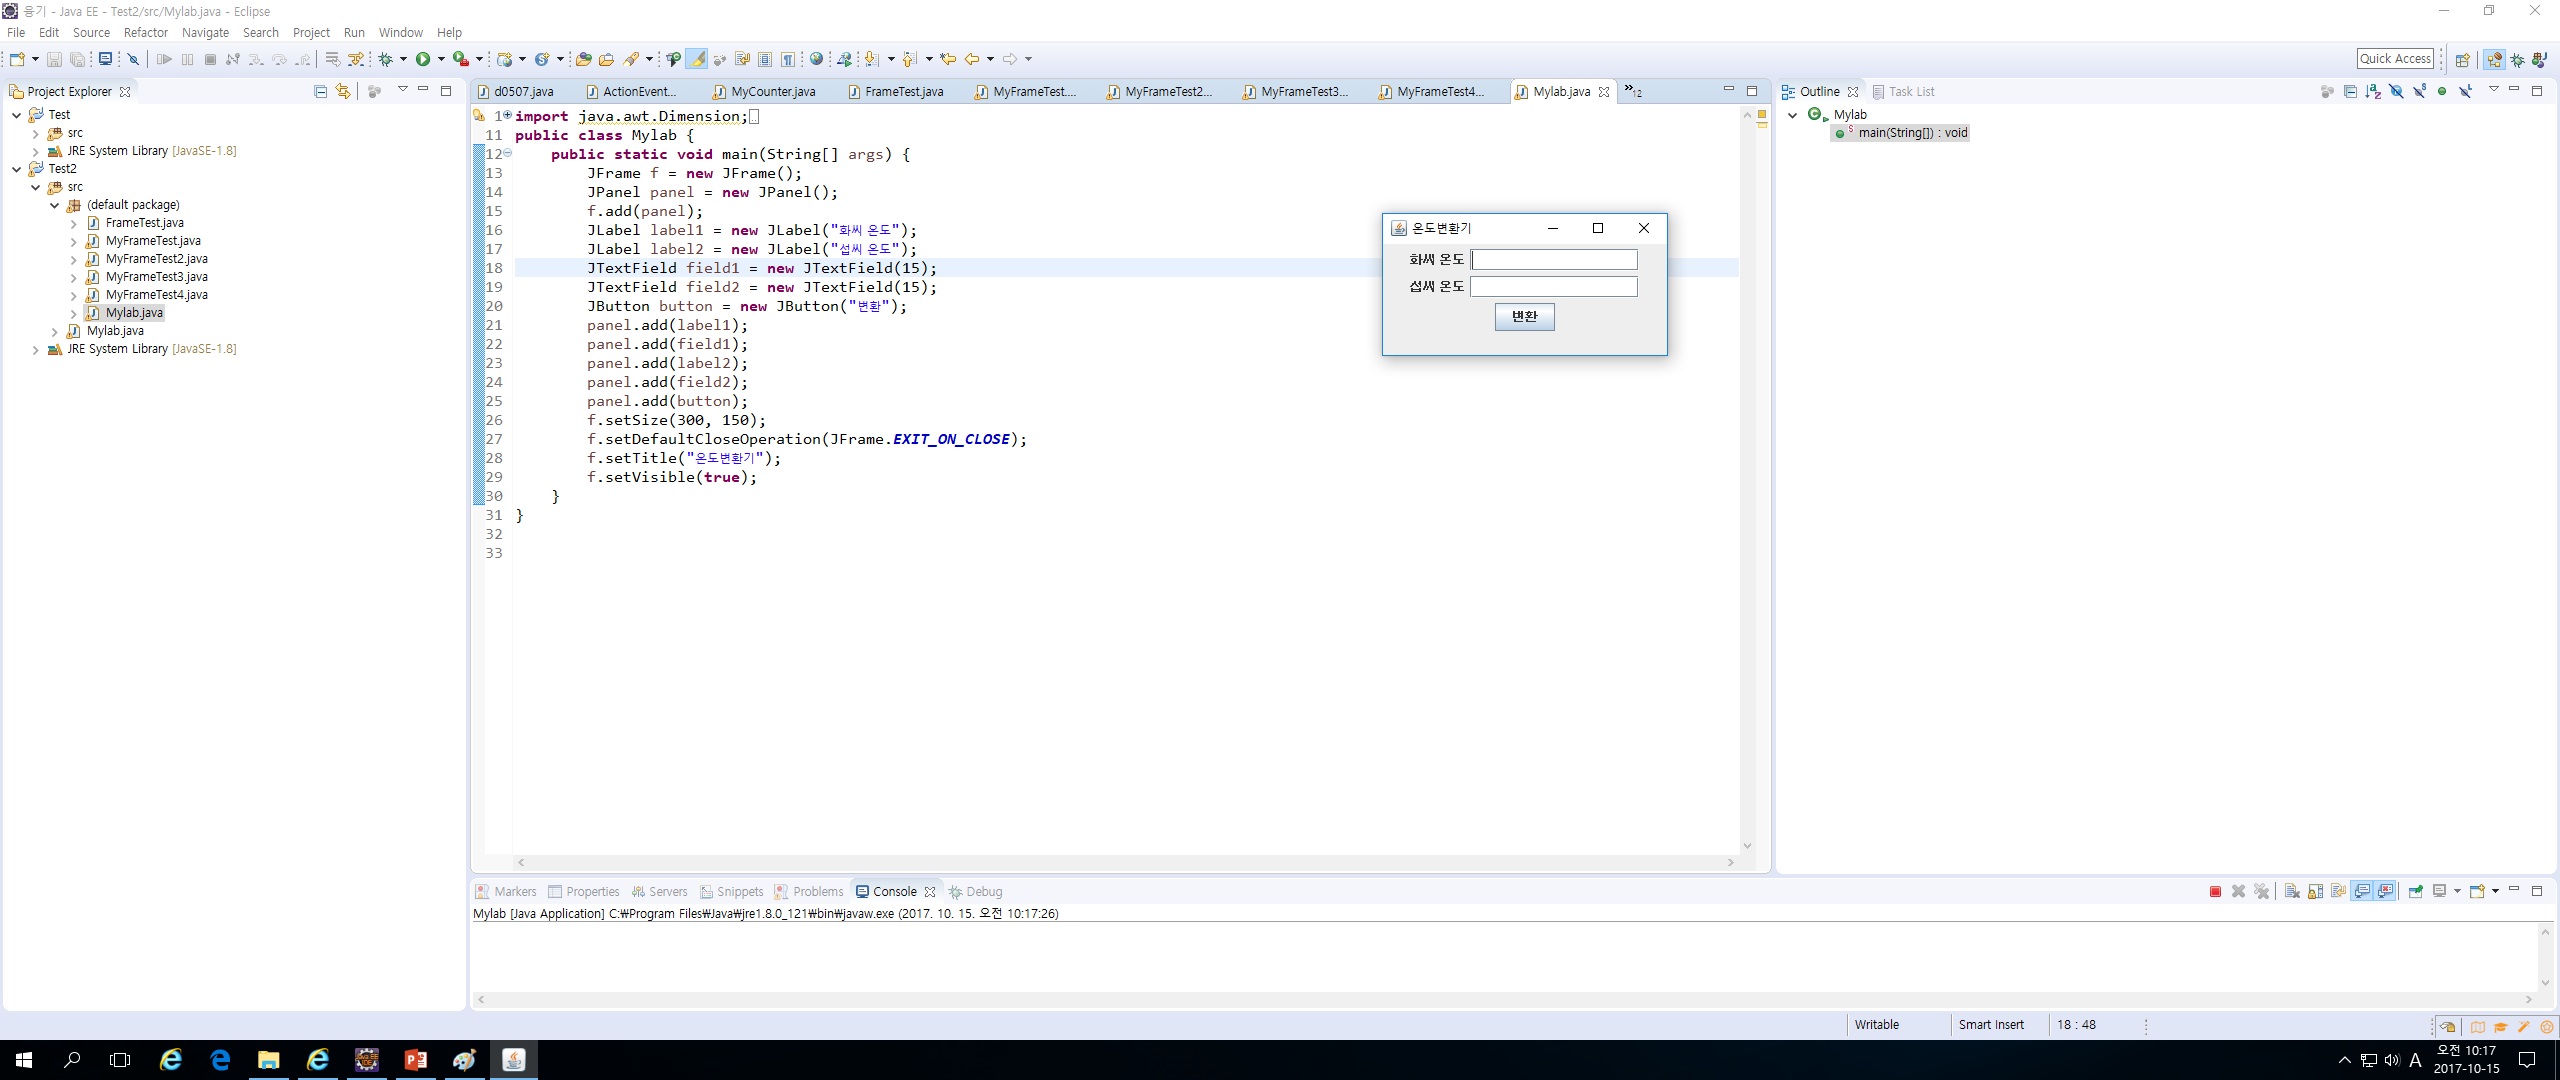 융기 - Java EE - Test2/src/Mylab.java - Eclipse
File Edit Source Refactor Navigate Search Project Run Window Help
Quick Access
Project Explorer
Test
src
JRE System Library [JavaSE-1.8]
Test2
src
(default package)
FrameTest.java
MyFrameTest.java
MyFrameTest2.java
MyFrameTest3.java
MyFrameTest4.java
Mylab.java
Mylab.java
JRE System Library [JavaSE-1.8]
d0507.java ActionEvent... MyCounter.java FrameTest.java MyFrameTest.... MyFrameTest2... MyFrameTest3... MyFrameTest4... Mylab.java »12
1 import java.awt.Dimension;
11 public class Mylab {
12 public static void main(String[] args) {
13 JFrame f = new JFrame();
14 JPanel panel = new JPanel();
15 f.add(panel);
16 JLabel label1 = new JLabel("화씨 온도");
17 JLabel label2 = new JLabel("섭씨 온도");
18 JTextField field1 = new JTextField(15);
19 JTextField field2 = new JTextField(15);
20 JButton button = new JButton("변환");
21 panel.add(label1);
22 panel.add(field1);
23 panel.add(label2);
24 panel.add(field2);
25 panel.add(button);
26 f.setSize(300, 150);
27 f.setDefaultCloseOperation(JFrame.EXIT_ON_CLOSE);
28 f.setTitle("온도변환기");
29 f.setVisible(true);
30 }
31 }
32
33
온도변환기
화씨 온도
섭씨 온도
변환
Outline Task List
Mylab
main(String[]) : void
Markers Properties Servers Snippets Problems Console Debug
Mylab [Java Application] C:₩Program Files₩Java₩jre1.8.0_121₩bin₩javaw.exe (2017. 10. 15. 오전 10:17:26)
Writable Smart Insert 18 : 48
A 오전 10:17
2017-10-15